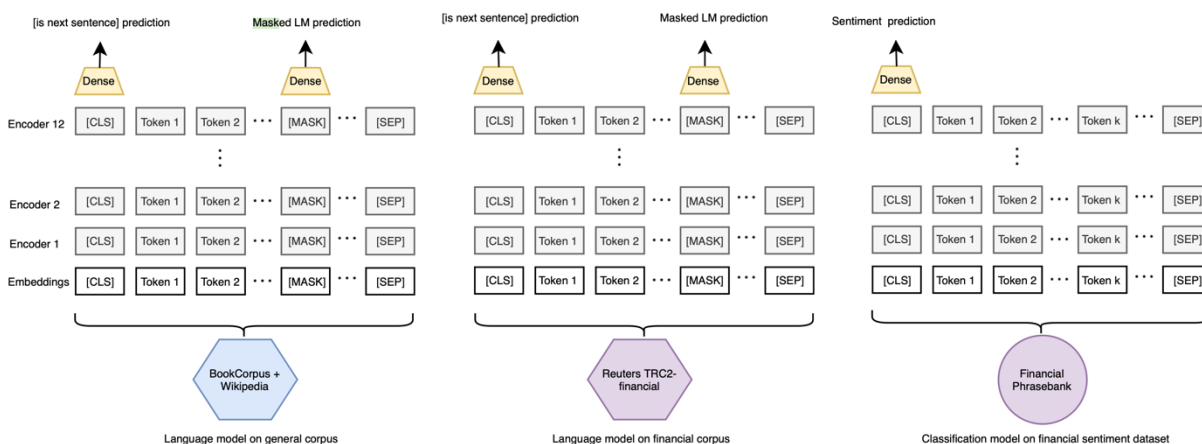 [is next sentence] prediction
Masked LM prediction
[is next sentence] prediction
Masked LM prediction
Sentiment prediction
Dense
Dense
Dense
Dense
Dense
Encoder 12
[CLS] Token 1 Token 2 ... [MASK] ... [SEP]
[CLS] Token 1 Token 2 ... [MASK] ... [SEP]
[CLS] Token 1 Token 2 ... Token k ... [SEP]
Encoder 2
[CLS] Token 1 Token 2 ... [MASK] ... [SEP]
[CLS] Token 1 Token 2 ... [MASK] ... [SEP]
[CLS] Token 1 Token 2 ... Token k ... [SEP]
Encoder 1
[CLS] Token 1 Token 2 ... [MASK] ... [SEP]
[CLS] Token 1 Token 2 ... [MASK] ... [SEP]
[CLS] Token 1 Token 2 ... Token k ... [SEP]
Embeddings
[CLS] Token 1 Token 2 ... [MASK] ... [SEP]
[CLS] Token 1 Token 2 ... [MASK] ... [SEP]
[CLS] Token 1 Token 2 ... Token k ... [SEP]
BookCorpus +
Wikipedia
Reuters TRC2-
financial
Financial
Phrasebank
Language model on general corpus
Language model on financial corpus
Classification model on financial sentiment dataset